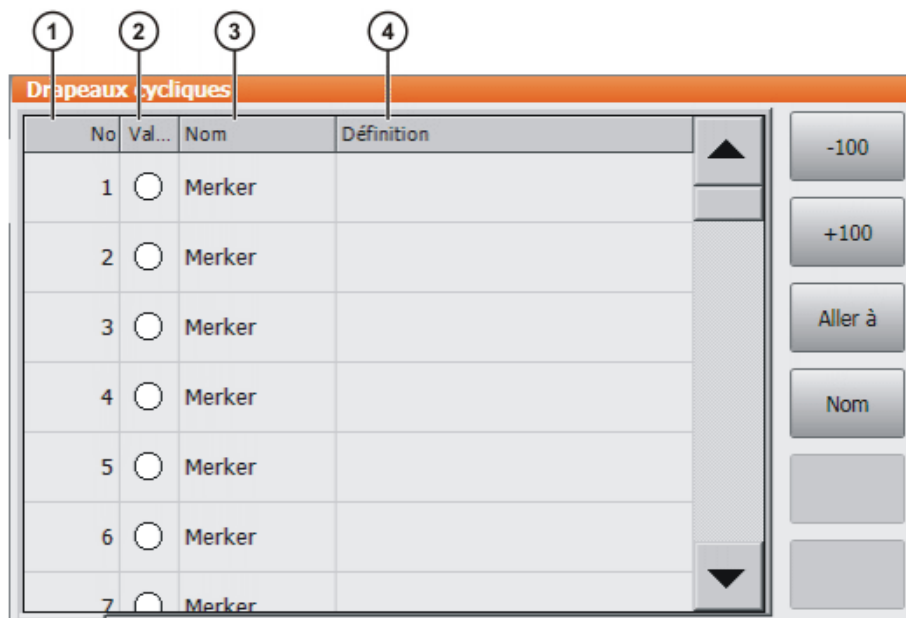 1 2 3 4
Drapeaux cycliques
No Val... Nom Définition
1 Merker
2 Merker
3 Merker
4 Merker
5 Merker
6 Merker
7 Merker
-100
+100
Aller à
Nom